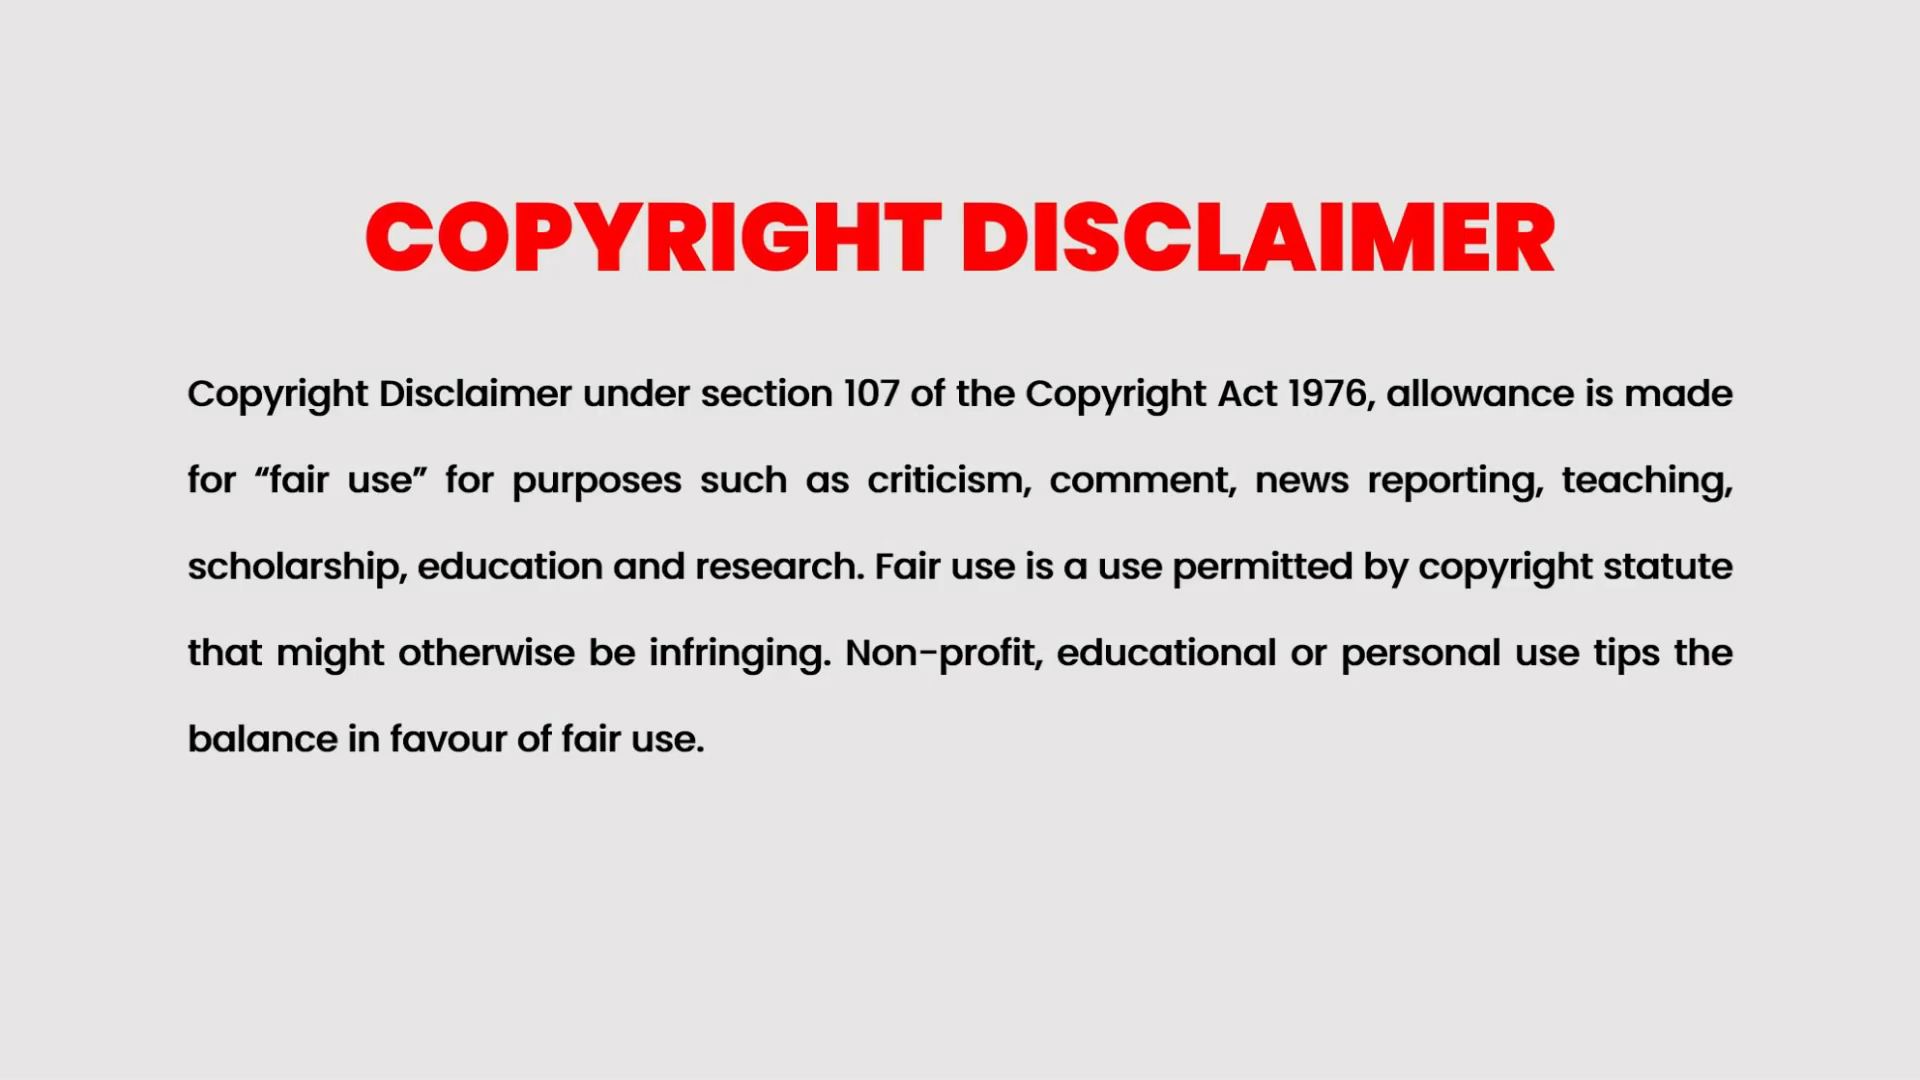 COPYRIGHT DISCLAIMER
Copyright Disclaimer under section 107 of the Copyright Act 1976, allowance is made
for “fair use” for purposes such as criticism, comment, news reporting, teaching,
scholarship, education and research. Fair use is a use permitted by copyright statute
that might otherwise be infringing. Non-profit, educational or personal use tips the
balance in favour of fair use.